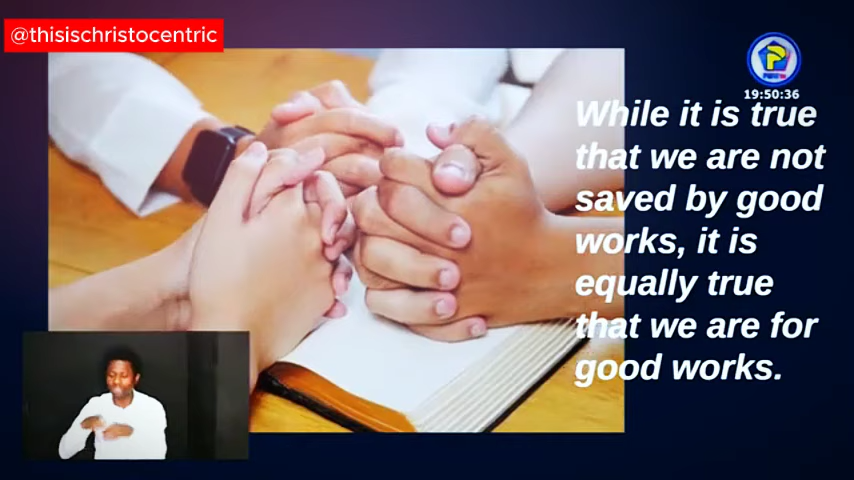 @thisischristocentric
P
19:50:36
While it is true
that we are not
saved by good
works, it is
equally true
that we are for
good works.